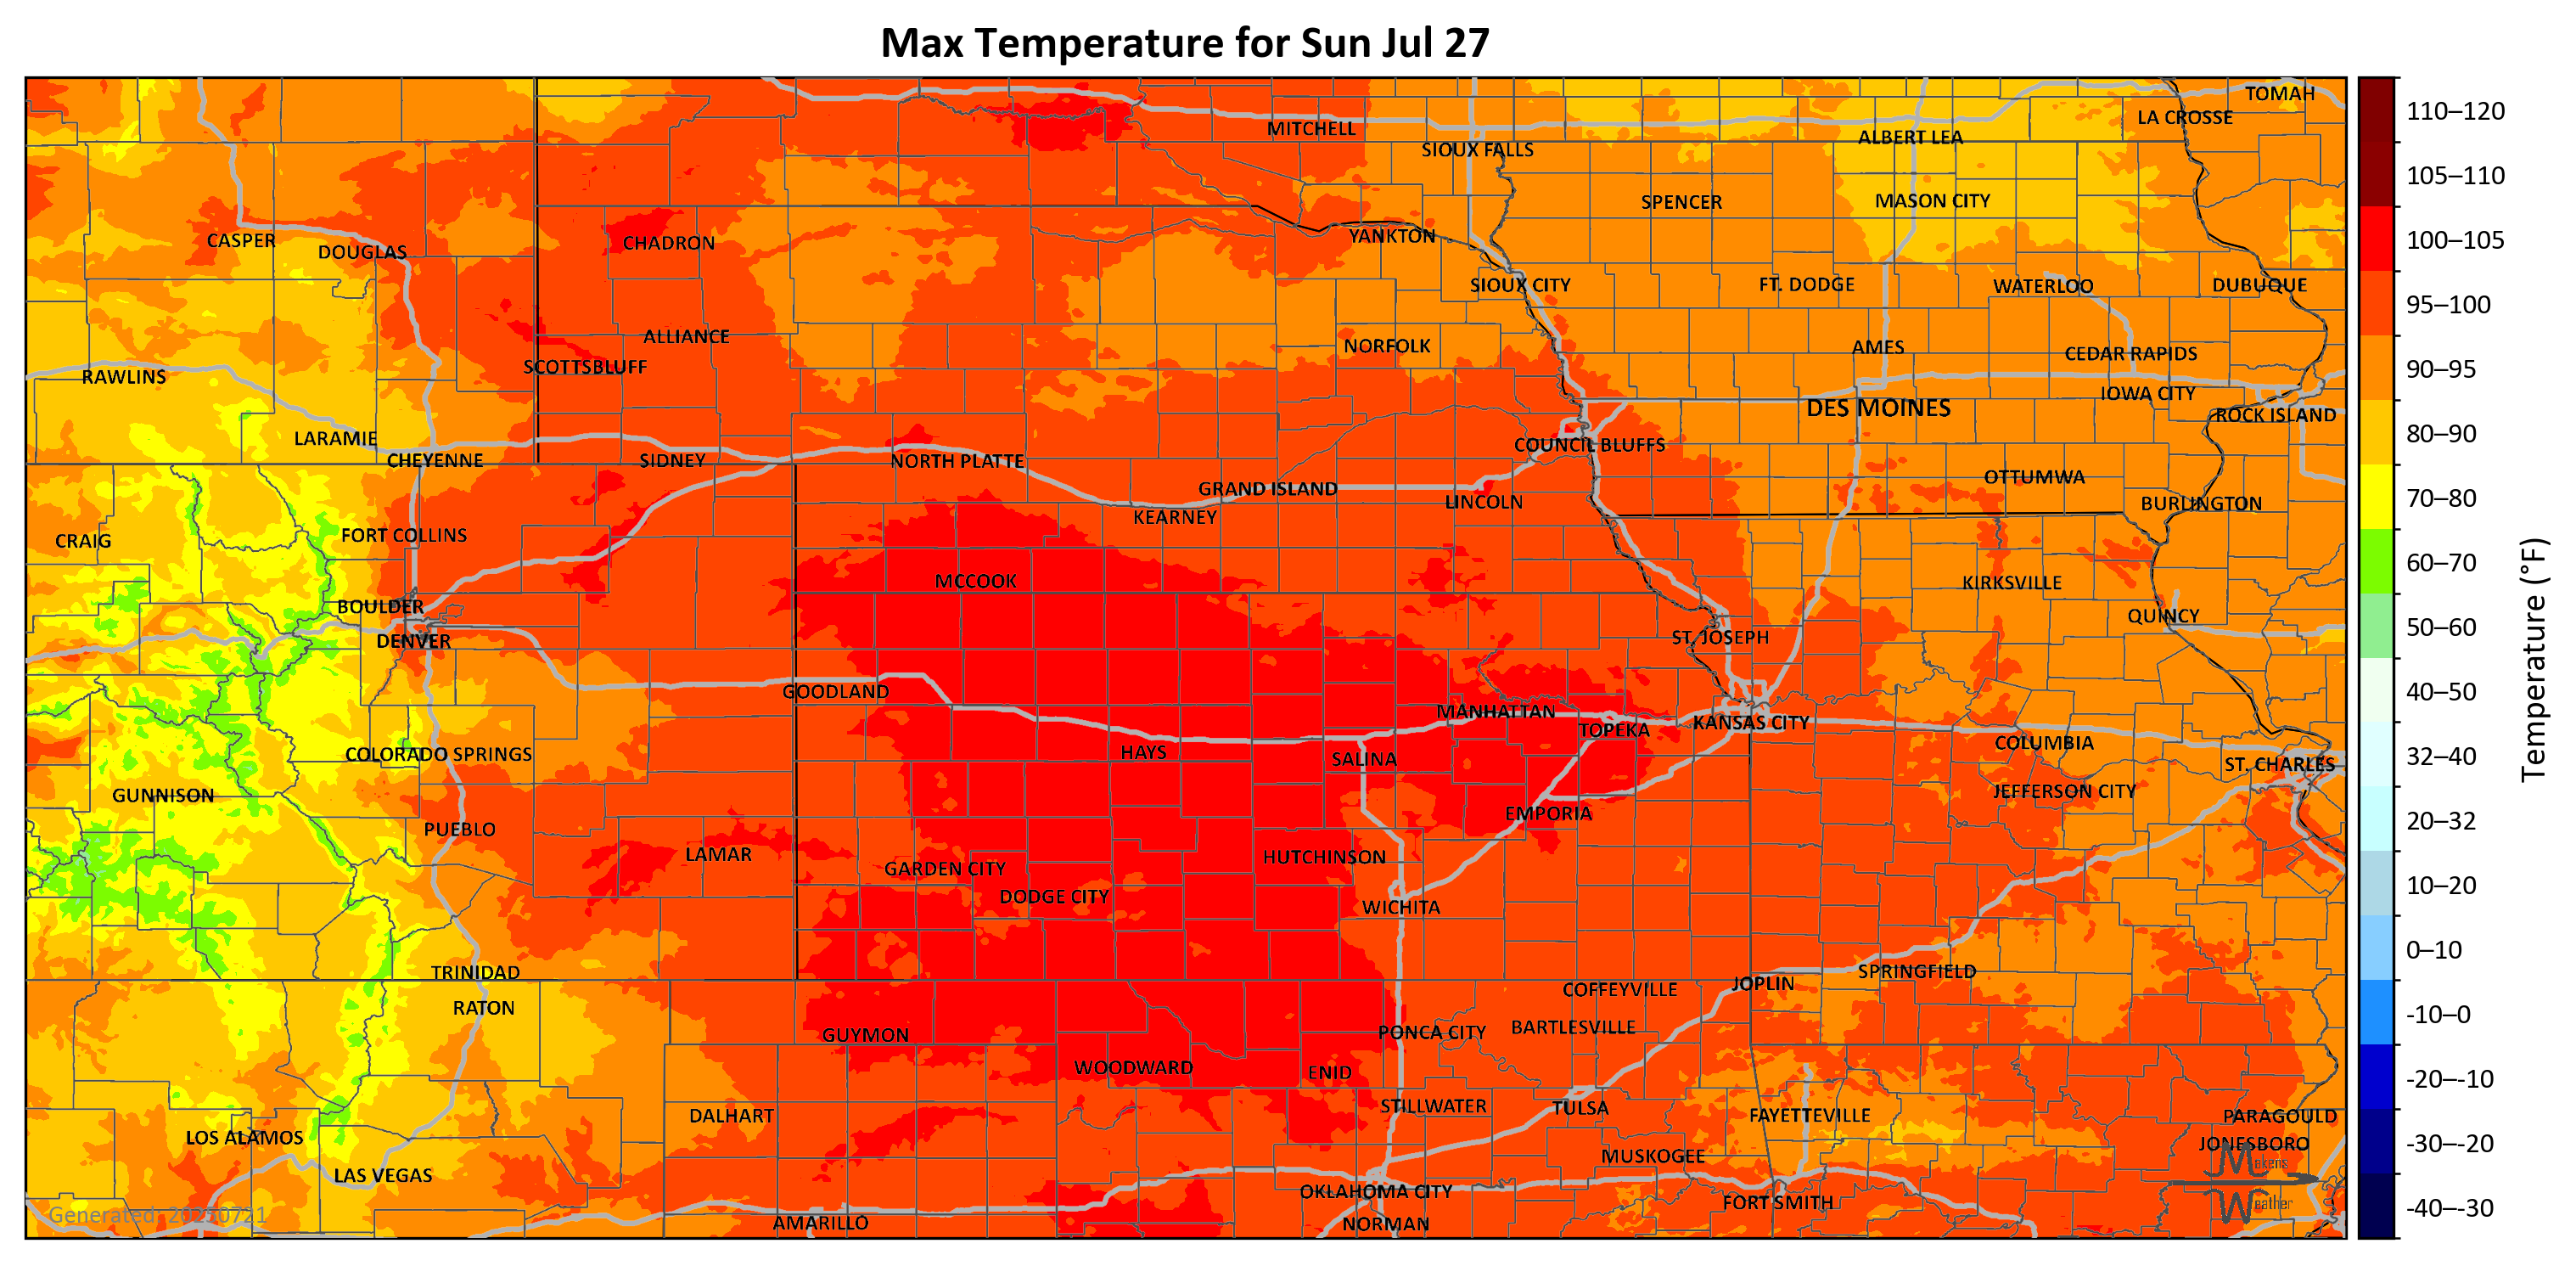 Max Temperature for Sun Jul 27
TOMAH
LA CROSSE
MITCHELL
ALBERT LEA
SIOUX FALLS
SPENCER
MASON CITY
CASPER
DOUGLAS
CHADRON
YANKTON
SIOUX CITY
FT. DODGE
WATERLOO
DUBUQUE
ALLIANCE
NORFOLK
AMES
CEDAR RAPIDS
SCOTTSBLUFF
RAWLINS
IOWA CITY
DES MOINES
ROCK ISLAND
LARAMIE
COUNCIL BLUFFS
CHEYENNE
SIDNEY
NORTH PLATTE
OTTUMWA
GRAND ISLAND
LINCOLN
BURLINGTON
KEARNEY
CRAIG
FORT COLLINS
MCCOOK
KIRKSVILLE
BOULDER
QUINCY
DENVER
ST. JOSEPH
GOODLAND
MANHATTAN
TOPEKA
KANSAS CITY
COLUMBIA
COLORADO SPRINGS
HAYS
SALINA
ST. CHARLES
GUNNISON
JEFFERSON CITY
EMPORIA
PUEBLO
LAMAR
HUTCHINSON
GARDEN CITY
DODGE CITY
WICHITA
TRINIDAD
SPRINGFIELD
JOPLIN
COFFEYVILLE
RATON
BARTLESVILLE
PONCA CITY
GUYMON
WOODWARD
ENID
STILLWATER
TULSA
DALHART
FAYETTEVILLE
PARAGOULD
LOS ALAMOS
JONESBORO
MUSKOGEE
LAS VEGAS
OKLAHOMA CITY
FORT SMITH
AMARILLO
NORMAN
Makens
Weather
Generated: 20250721
110–120
105–110
100–105
95–100
90–95
80–90
70–80
60–70
50–60
40–50
32–40
20–32
10–20
0–10
-10–0
-20–-10
-30–-20
-40–-30
Temperature (°F)